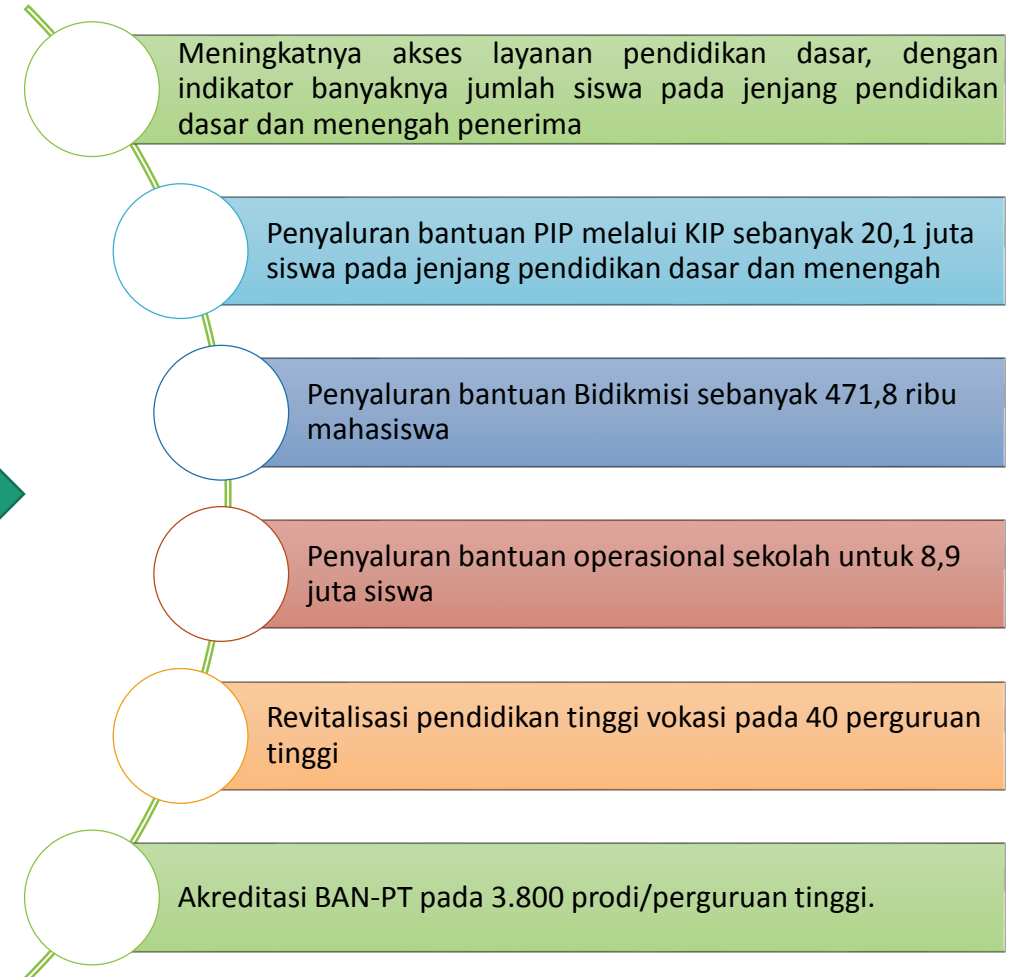 Meningkatnya akses layanan pendidikan dasar, dengan
indikator banyaknya jumlah siswa pada jenjang pendidikan
dasar dan menengah penerima
Penyaluran bantuan PIP melalui KIP sebanyak 20,1 juta
siswa pada jenjang pendidikan dasar dan menengah
Penyaluran bantuan Bidikmisi sebanyak 471,8 ribu
mahasiswa
Penyaluran bantuan operasional sekolah untuk 8,9
juta siswa
Revitalisasi pendidikan tinggi vokasi pada 40 perguruan
tinggi
Akreditasi BAN-PT pada 3.800 prodi/perguruan tinggi.